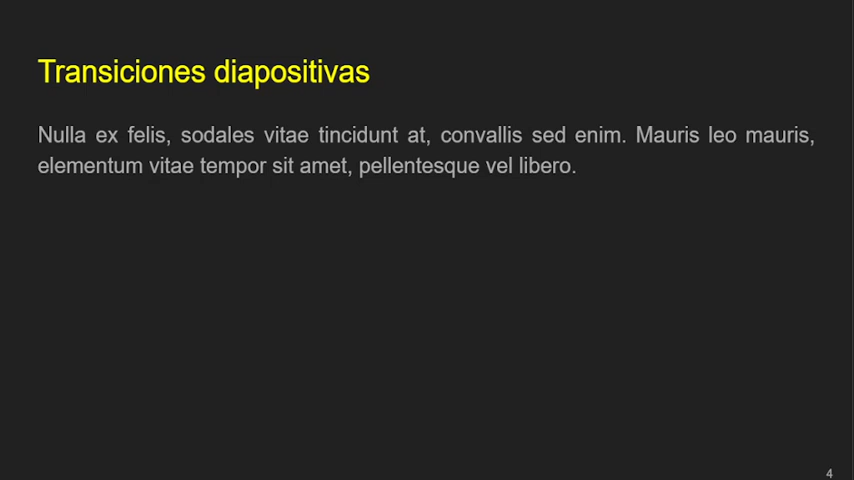 Transiciones diapositivas
Nulla ex felis, sodales vitae tincidunt at, convallis sed enim. Mauris leo mauris,
elementum vitae tempor sit amet, pellentesque vel libero.
4